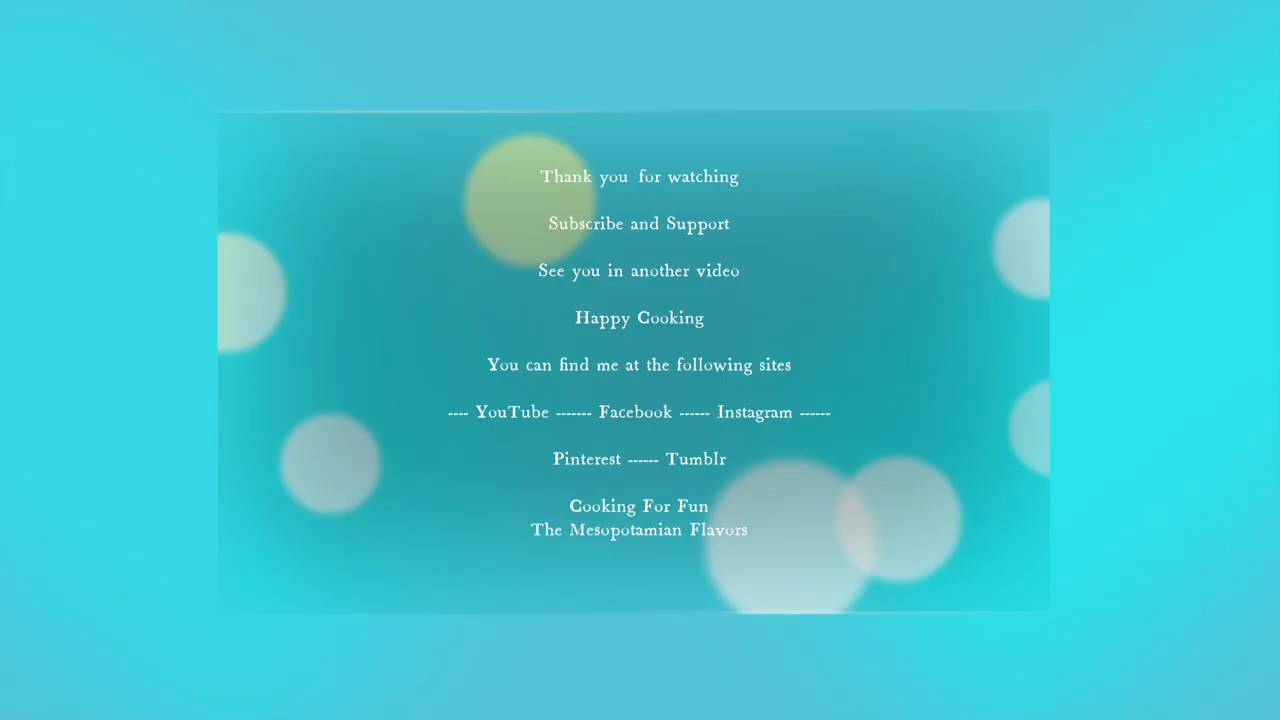 Thank you for watching
Subscribe and Support
See you in another video
Happy Cooking
You can find me at the following sites
---- YouTube ------- Facebook ------ Instagram ------
Pinterest ------ Tumblr
Cooking For Fun
The Mesopotamian Flavors